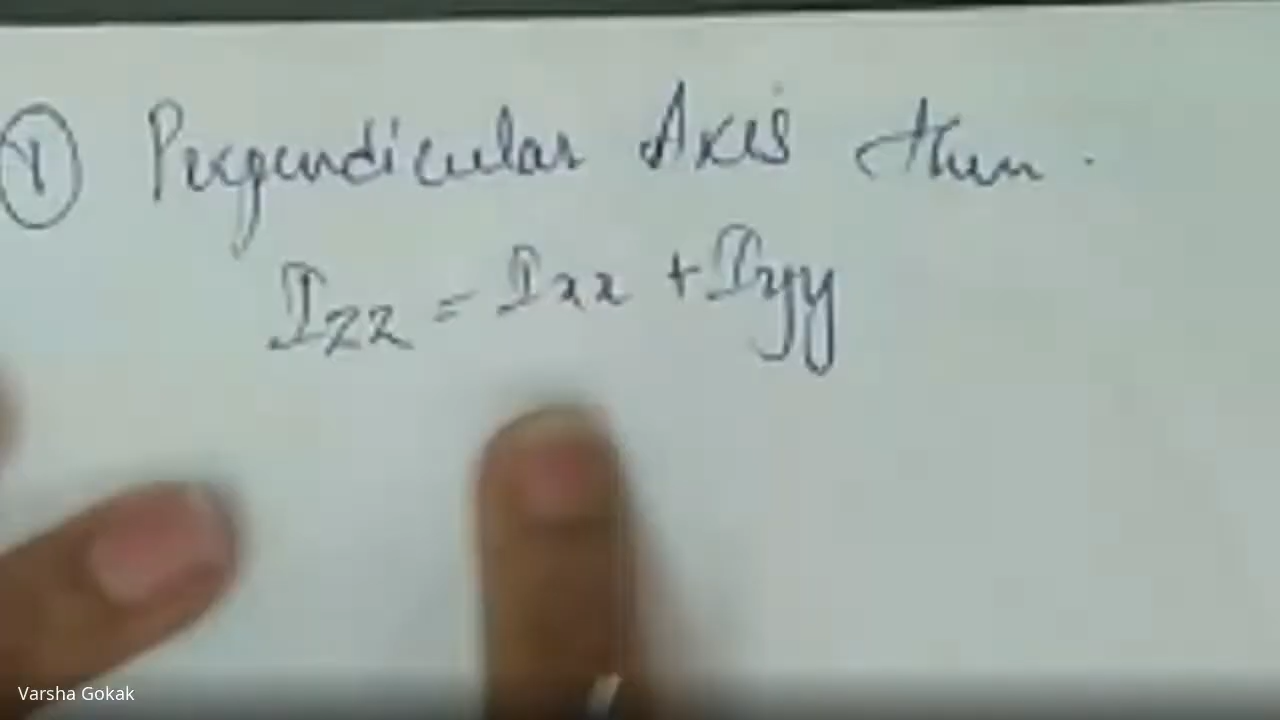 1 Perpendicular Axis thm.
Izz = Ixx + Iyy
Varsha Gokak